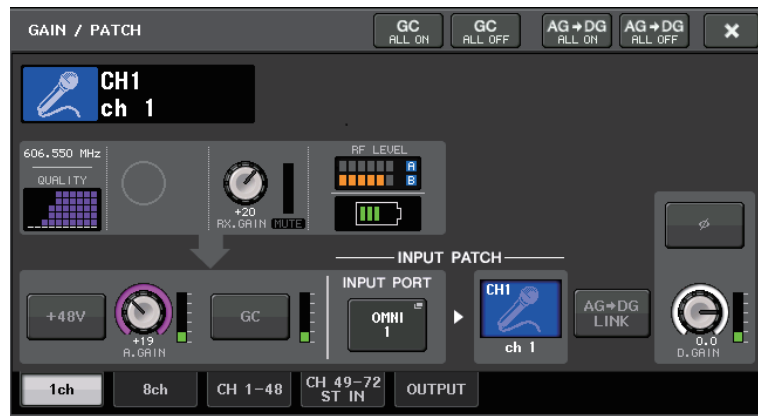 GAIN / PATCH
GC
ALL ON
GC
ALL OFF
AG→DG
ALL ON
AG→DG
ALL OFF
CH1
ch 1
606.550 MHz
QUALITY
+20
RX.GAIN MUTE
RF LEVEL
A
B
INPUT PATCH
INPUT PORT
+48V
+19
A.GAIN
GC
OMNI
1
CH1
ch 1
AG→DG
LINK
ø
0.0
D.GAIN
1ch
8ch
CH 1-48
CH 49-72
ST IN
OUTPUT